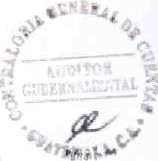 CONTRALORIA GENERAL DE CUENTAS
AUDITOR
GUBERNAMENTAL
GUATEMALA, C.A.